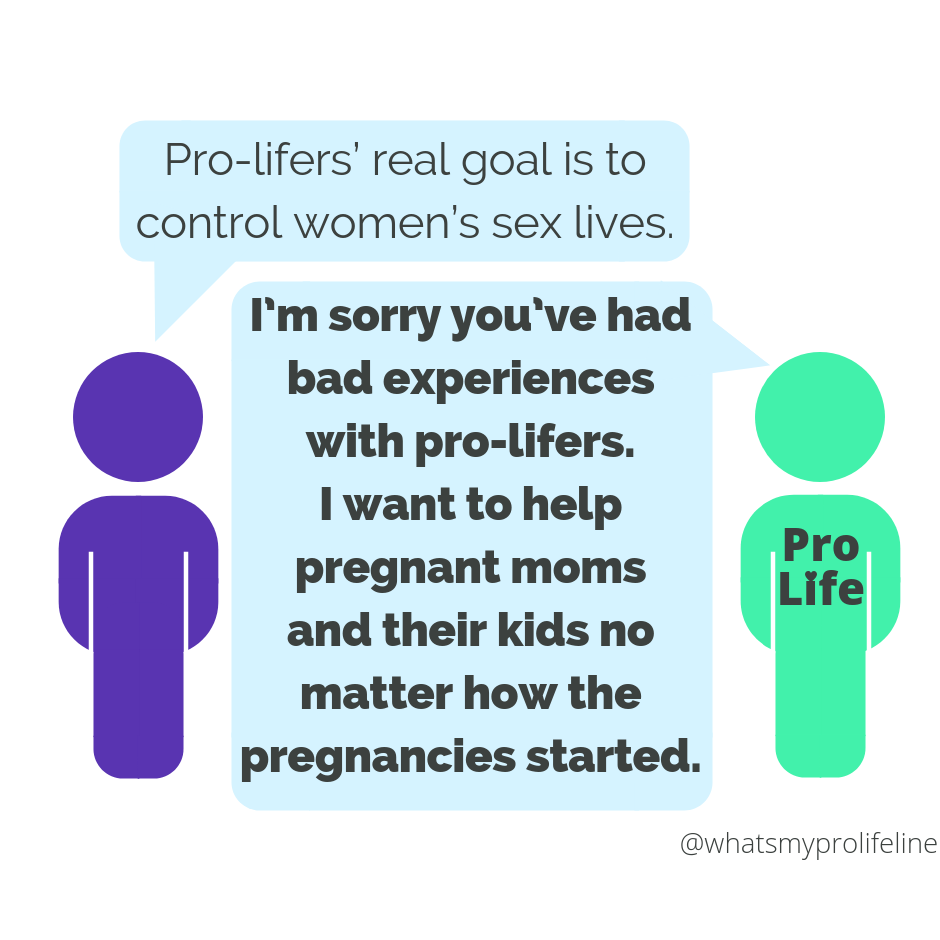 Pro-lifers’ real goal is to
control women’s sex lives.
I’m sorry you’ve had
bad experiences
with pro-lifers.
I want to help
pregnant moms
and their kids no
matter how the
pregnancies started.
Pro
Life
@whatsmyprolifeline